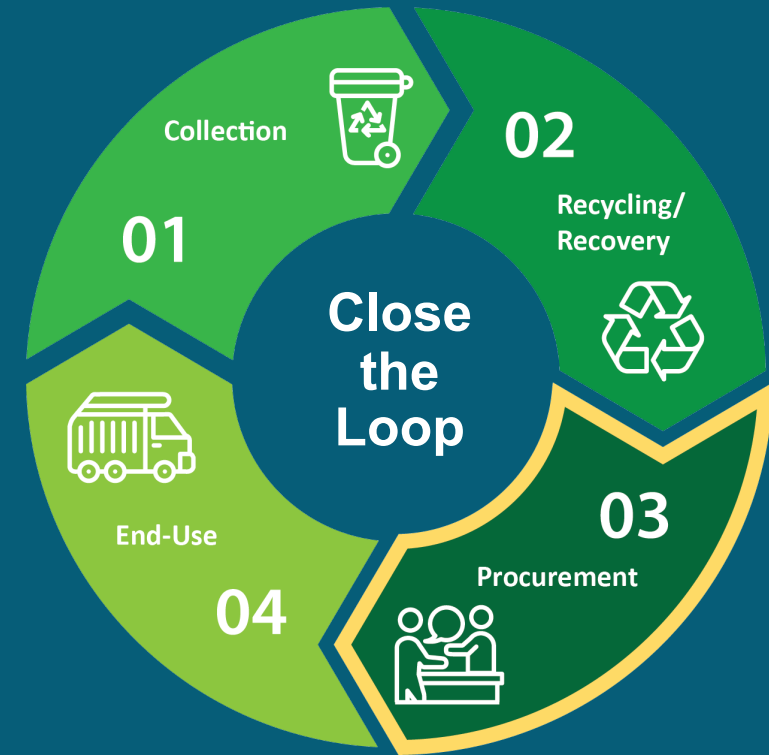 Collection
01
02
Recycling/
Recovery
Close
the
Loop
03
Procurement
End-Use
04